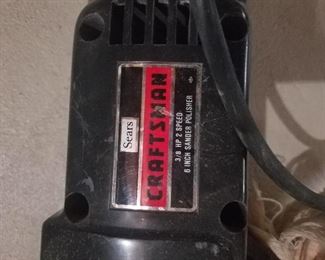 Sears
CRAFTSMAN
3/8 HP 2 SPEED
6 INCH SANDER POLISHER